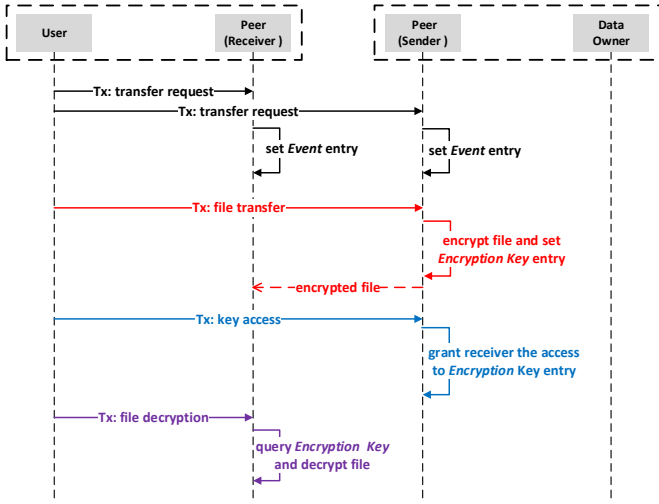 User
Peer
(Receiver )
Peer
(Sender )
Data
Owner
Tx: transfer request
Tx: transfer request
set Event entry
set Event entry
Tx: file transfer
encrypt file and set
Encryption Key entry
encrypted file
Tx: key access
grant receiver the access
to Encryption Key entry
Tx: file decryption
query Encryption Key
and decrypt file